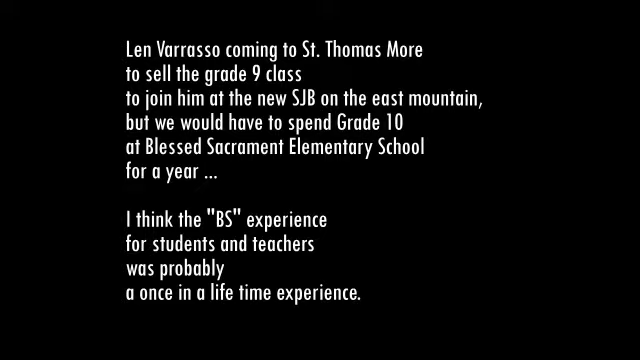 Len Varrasso coming to St. Thomas More
to sell the grade 9 class
to join him at the new SJB on the east mountain,
but we would have to spend Grade 10
at Blessed Sacrament Elementary School
for a year ...
I think the "BS" experience
for students and teachers
was probably
a once in a life time experience.